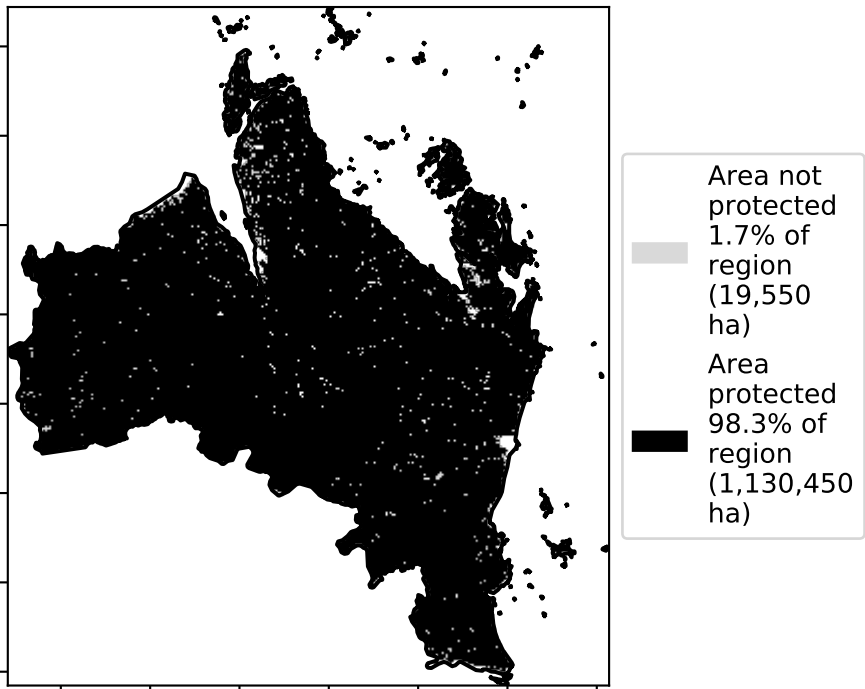 Area not
protected
1.7% of
region
(19,550
ha)
Area
protected
98.3% of
region
(1,130,450
ha)